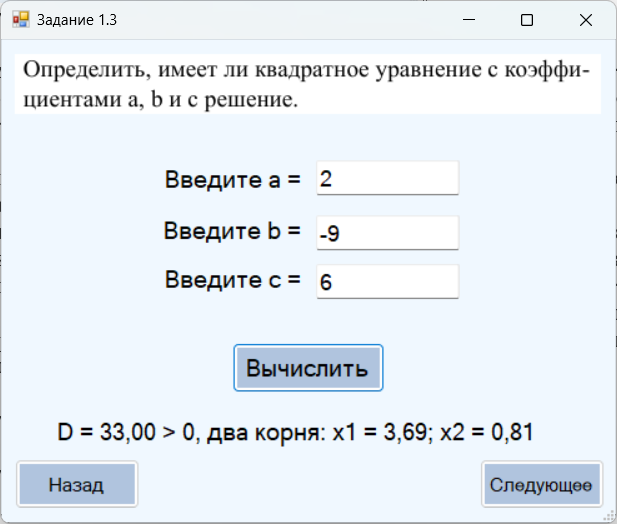 Задание 1.3
Определить, имеет ли квадратное уравнение с коэффи-
циентами a, b и c решение.
Введите a = 2
Введите b = -9
Введите c = 6
Вычислить
D = 33,00 > 0, два корня: x1 = 3,69; x2 = 0,81
Назад Следующее